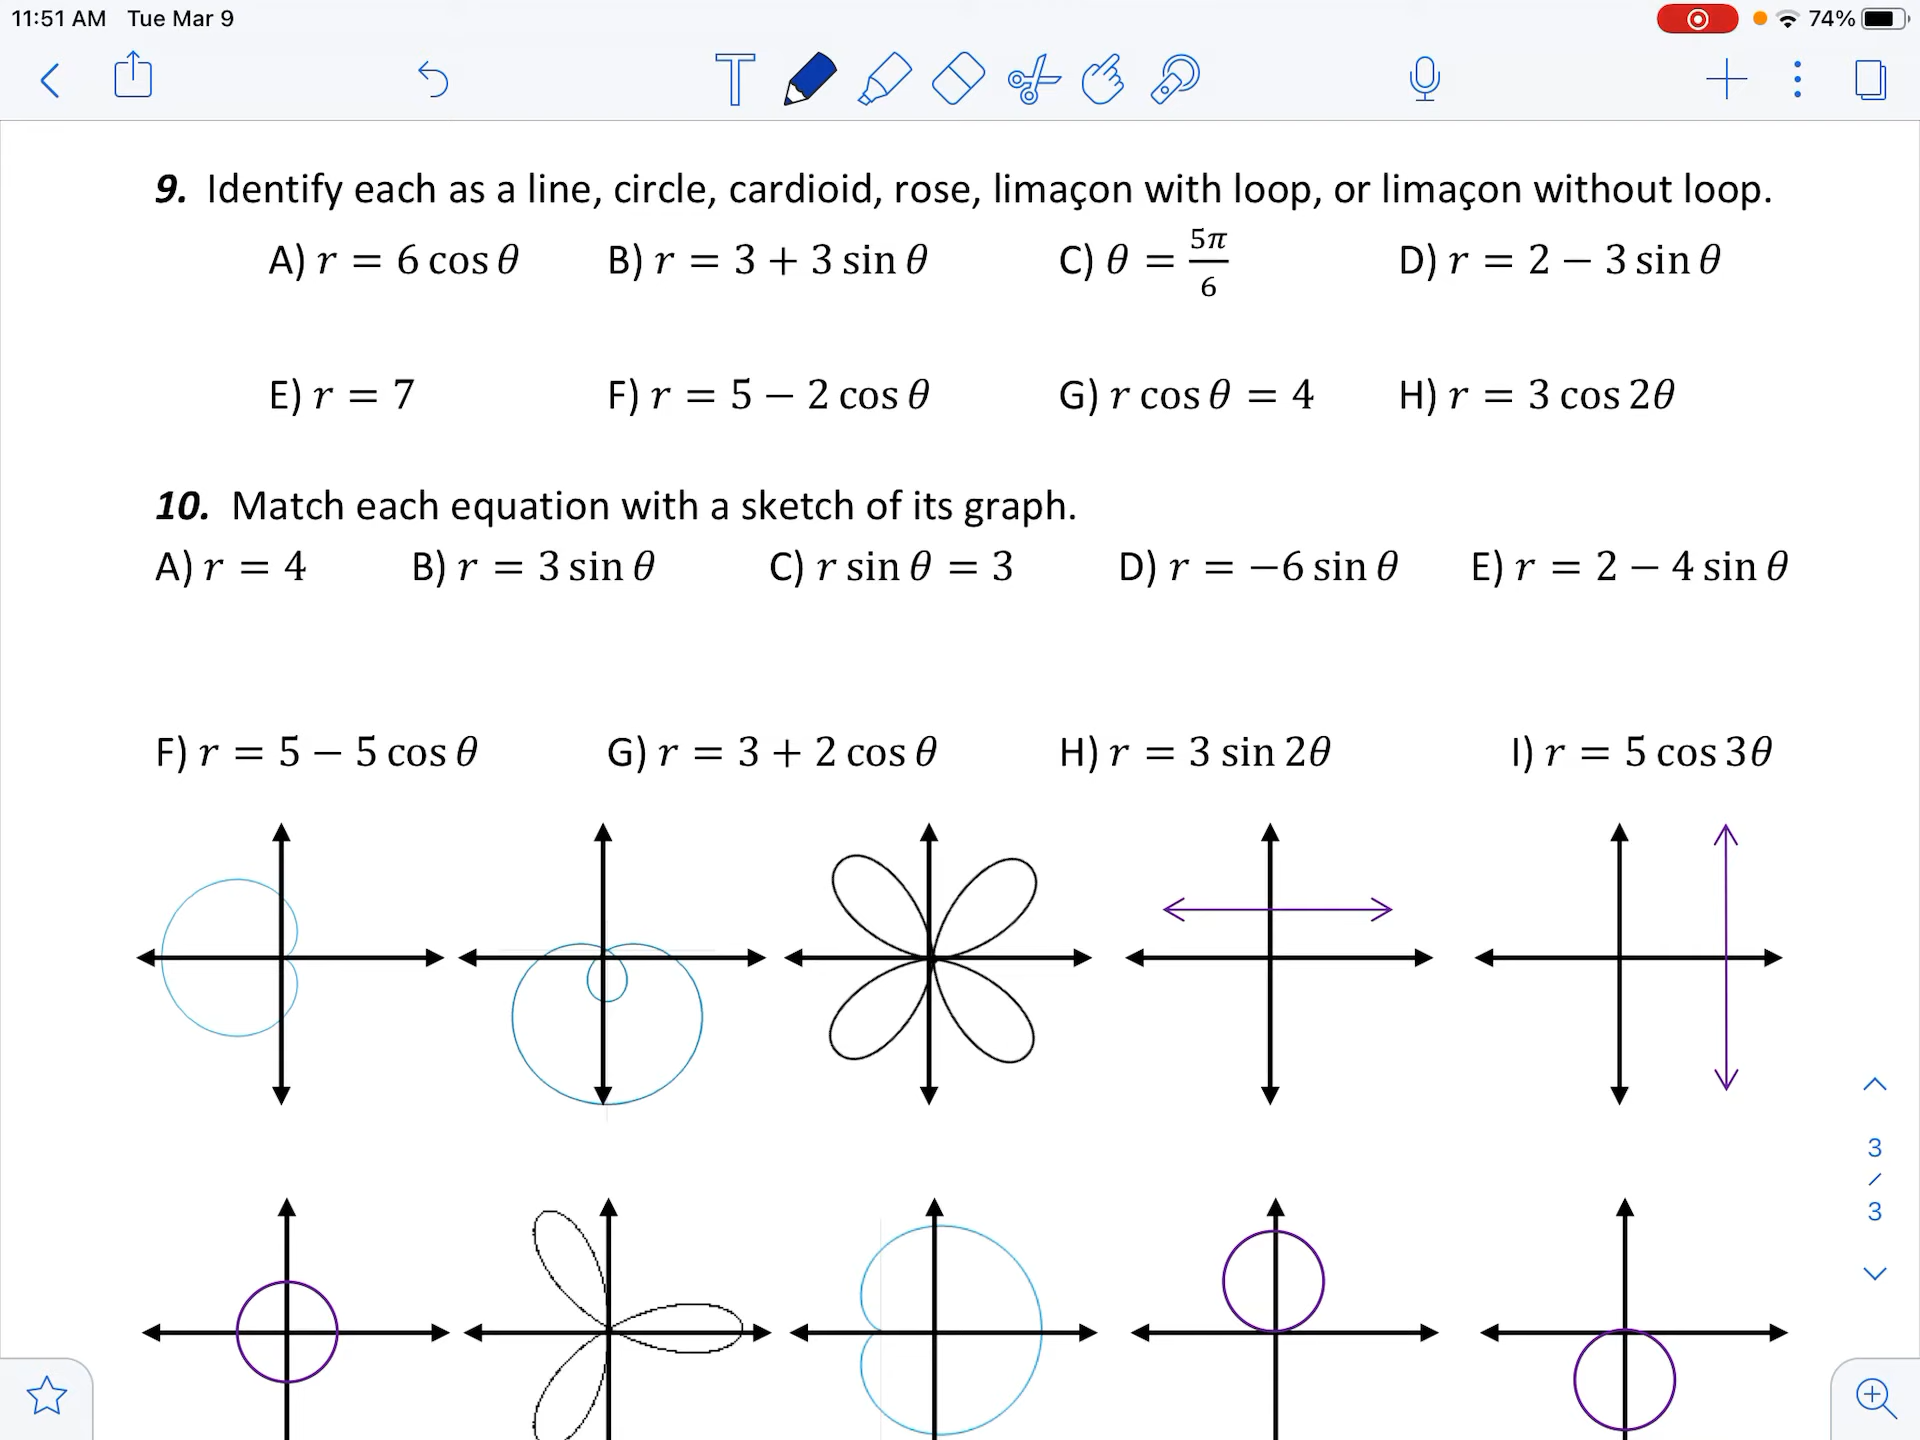 11:51 AM Tue Mar 9 74%
9. Identify each as a line, circle, cardioid, rose, limaçon with loop, or limaçon without loop.
A) r = 6 cos θ B) r = 3 + 3 sin θ C) θ = 5π/6 D) r = 2 − 3 sin θ
E) r = 7 F) r = 5 − 2 cos θ G) r cos θ = 4 H) r = 3 cos 2θ
10. Match each equation with a sketch of its graph.
A) r = 4 B) r = 3 sin θ C) r sin θ = 3 D) r = −6 sin θ E) r = 2 − 4 sin θ
F) r = 5 − 5 cos θ G) r = 3 + 2 cos θ H) r = 3 sin 2θ I) r = 5 cos 3θ
3
/
3